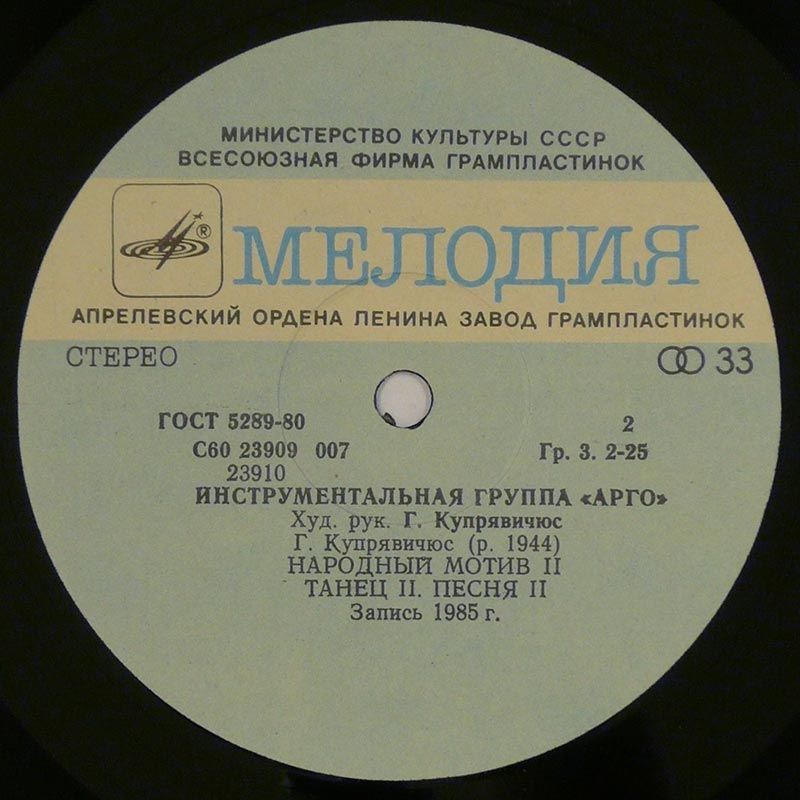 МИНИСТЕРСТВО КУЛЬТУРЫ СССР
ВСЕСОЮЗНАЯ ФИРМА ГРАМПЛАСТИНОК
® МЕЛОДИЯ
АПРЕЛЕВСКИЙ ОРДЕНА ЛЕНИНА ЗАВОД ГРАМПЛАСТИНОК
СТЕРЕО 33
ГОСТ 5289-80 2
С60 23909 007 Гр. 3. 2-25
23910
ИНСТРУМЕНТАЛЬНАЯ ГРУППА «АРГО»
Худ. рук. Г. Купрявичюс
Г. Купрявичюс (р. 1944)
НАРОДНЫЙ МОТИВ II
ТАНЕЦ II. ПЕСНЯ II
Запись 1985 г.